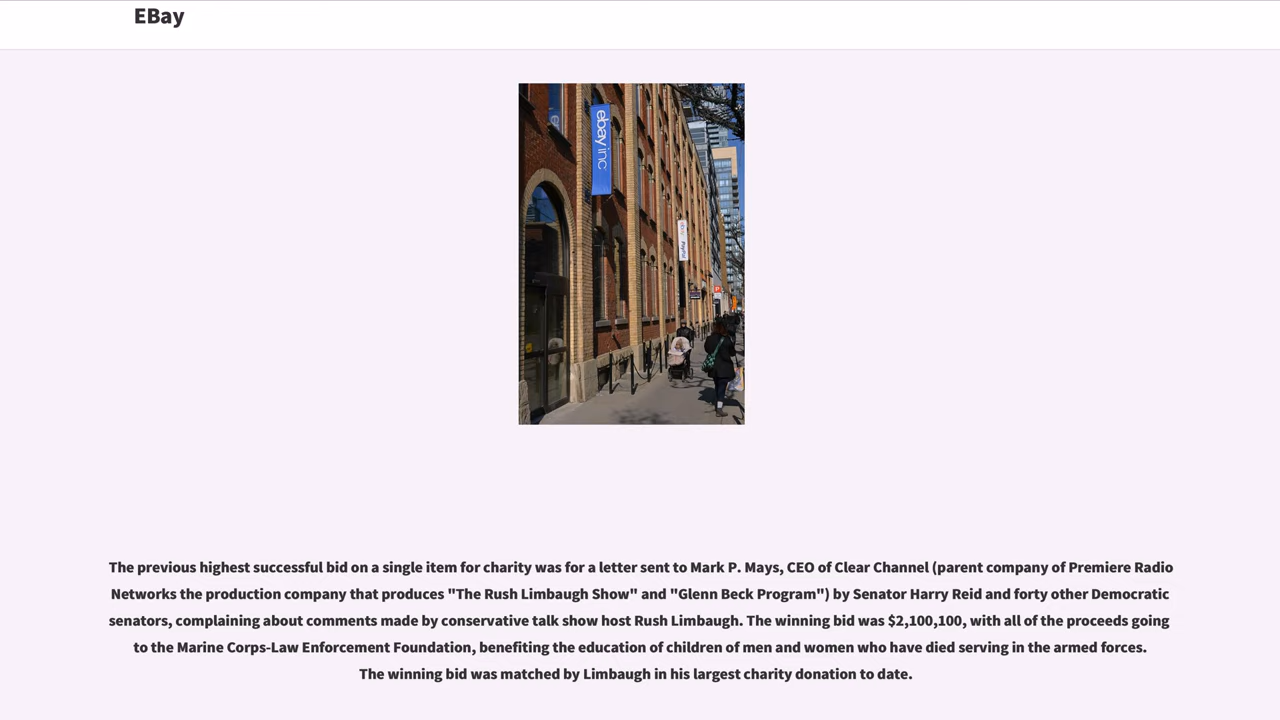 EBay
ebay inc
PayPal
P
The previous highest successful bid on a single item for charity was for a letter sent to Mark P. Mays, CEO of Clear Channel (parent company of Premiere Radio
Networks the production company that produces "The Rush Limbaugh Show" and "Glenn Beck Program") by Senator Harry Reid and forty other Democratic
senators, complaining about comments made by conservative talk show host Rush Limbaugh. The winning bid was $2,100,100, with all of the proceeds going
to the Marine Corps-Law Enforcement Foundation, benefiting the education of children of men and women who have died serving in the armed forces.
The winning bid was matched by Limbaugh in his largest charity donation to date.